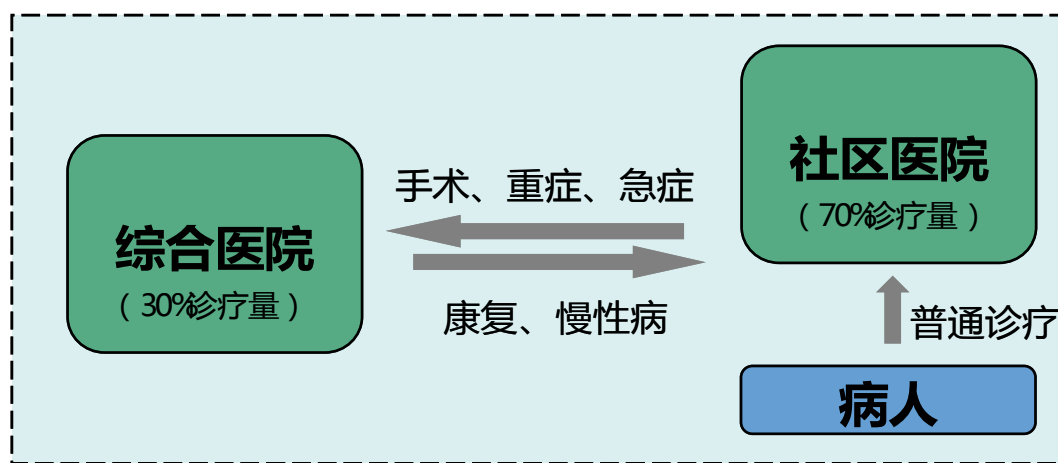 综合医院
（30%诊疗量）
手术、重症、急症
康复、慢性病
社区医院
（70%诊疗量）
普通诊疗
病人